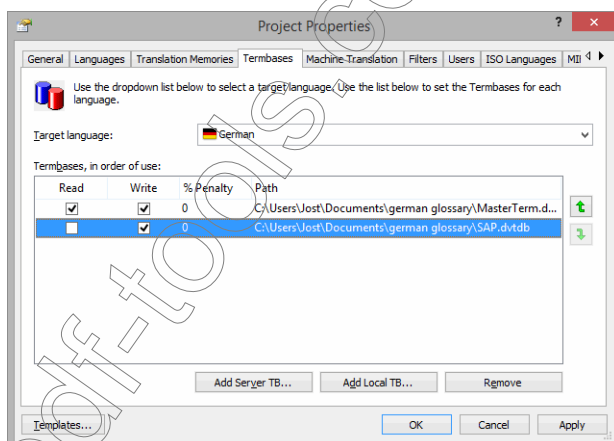 Project Properties ?
General Languages Translation Memories Termbases Machine Translation Filters Users ISO Languages
Use the dropdown list below to select a target language. Use the list below to set the Termbases for each
language.
Target language: German
Termbases, in order of use:
Read Write % Penalty Path
0 C:\Users\Jost\Documents\german glossary\MasterTerm.d...
0 C:\Users\Jost\Documents\german glossary\SAP.dvtdb
Add Server TB... Add Local TB... Remove
Templates... OK Cancel Apply